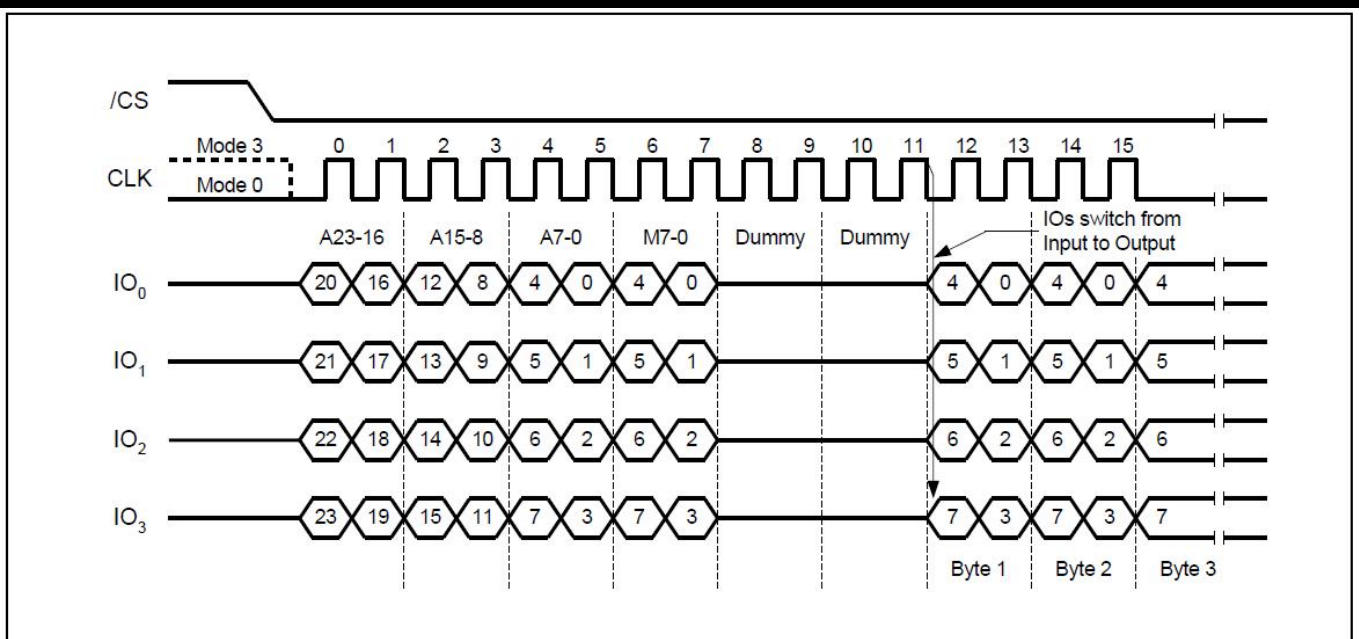 /CS
Mode 3 0 1 2 3 4 5 6 7 8 9 10 11 12 13 14 15
CLK
Mode 0
IOs switch from
Input to Output
A23-16 A15-8 A7-0 M7-0 Dummy Dummy
IO0 20 16 12 8 4 0 4 0 4 0 4 0 4
IO1 21 17 13 9 5 1 5 1 5 1 5 1 5
IO2 22 18 14 10 6 2 6 2 6 2 6 2 6
IO3 23 19 15 11 7 3 7 3 7 3 7 3 7
Byte 1 Byte 2 Byte 3